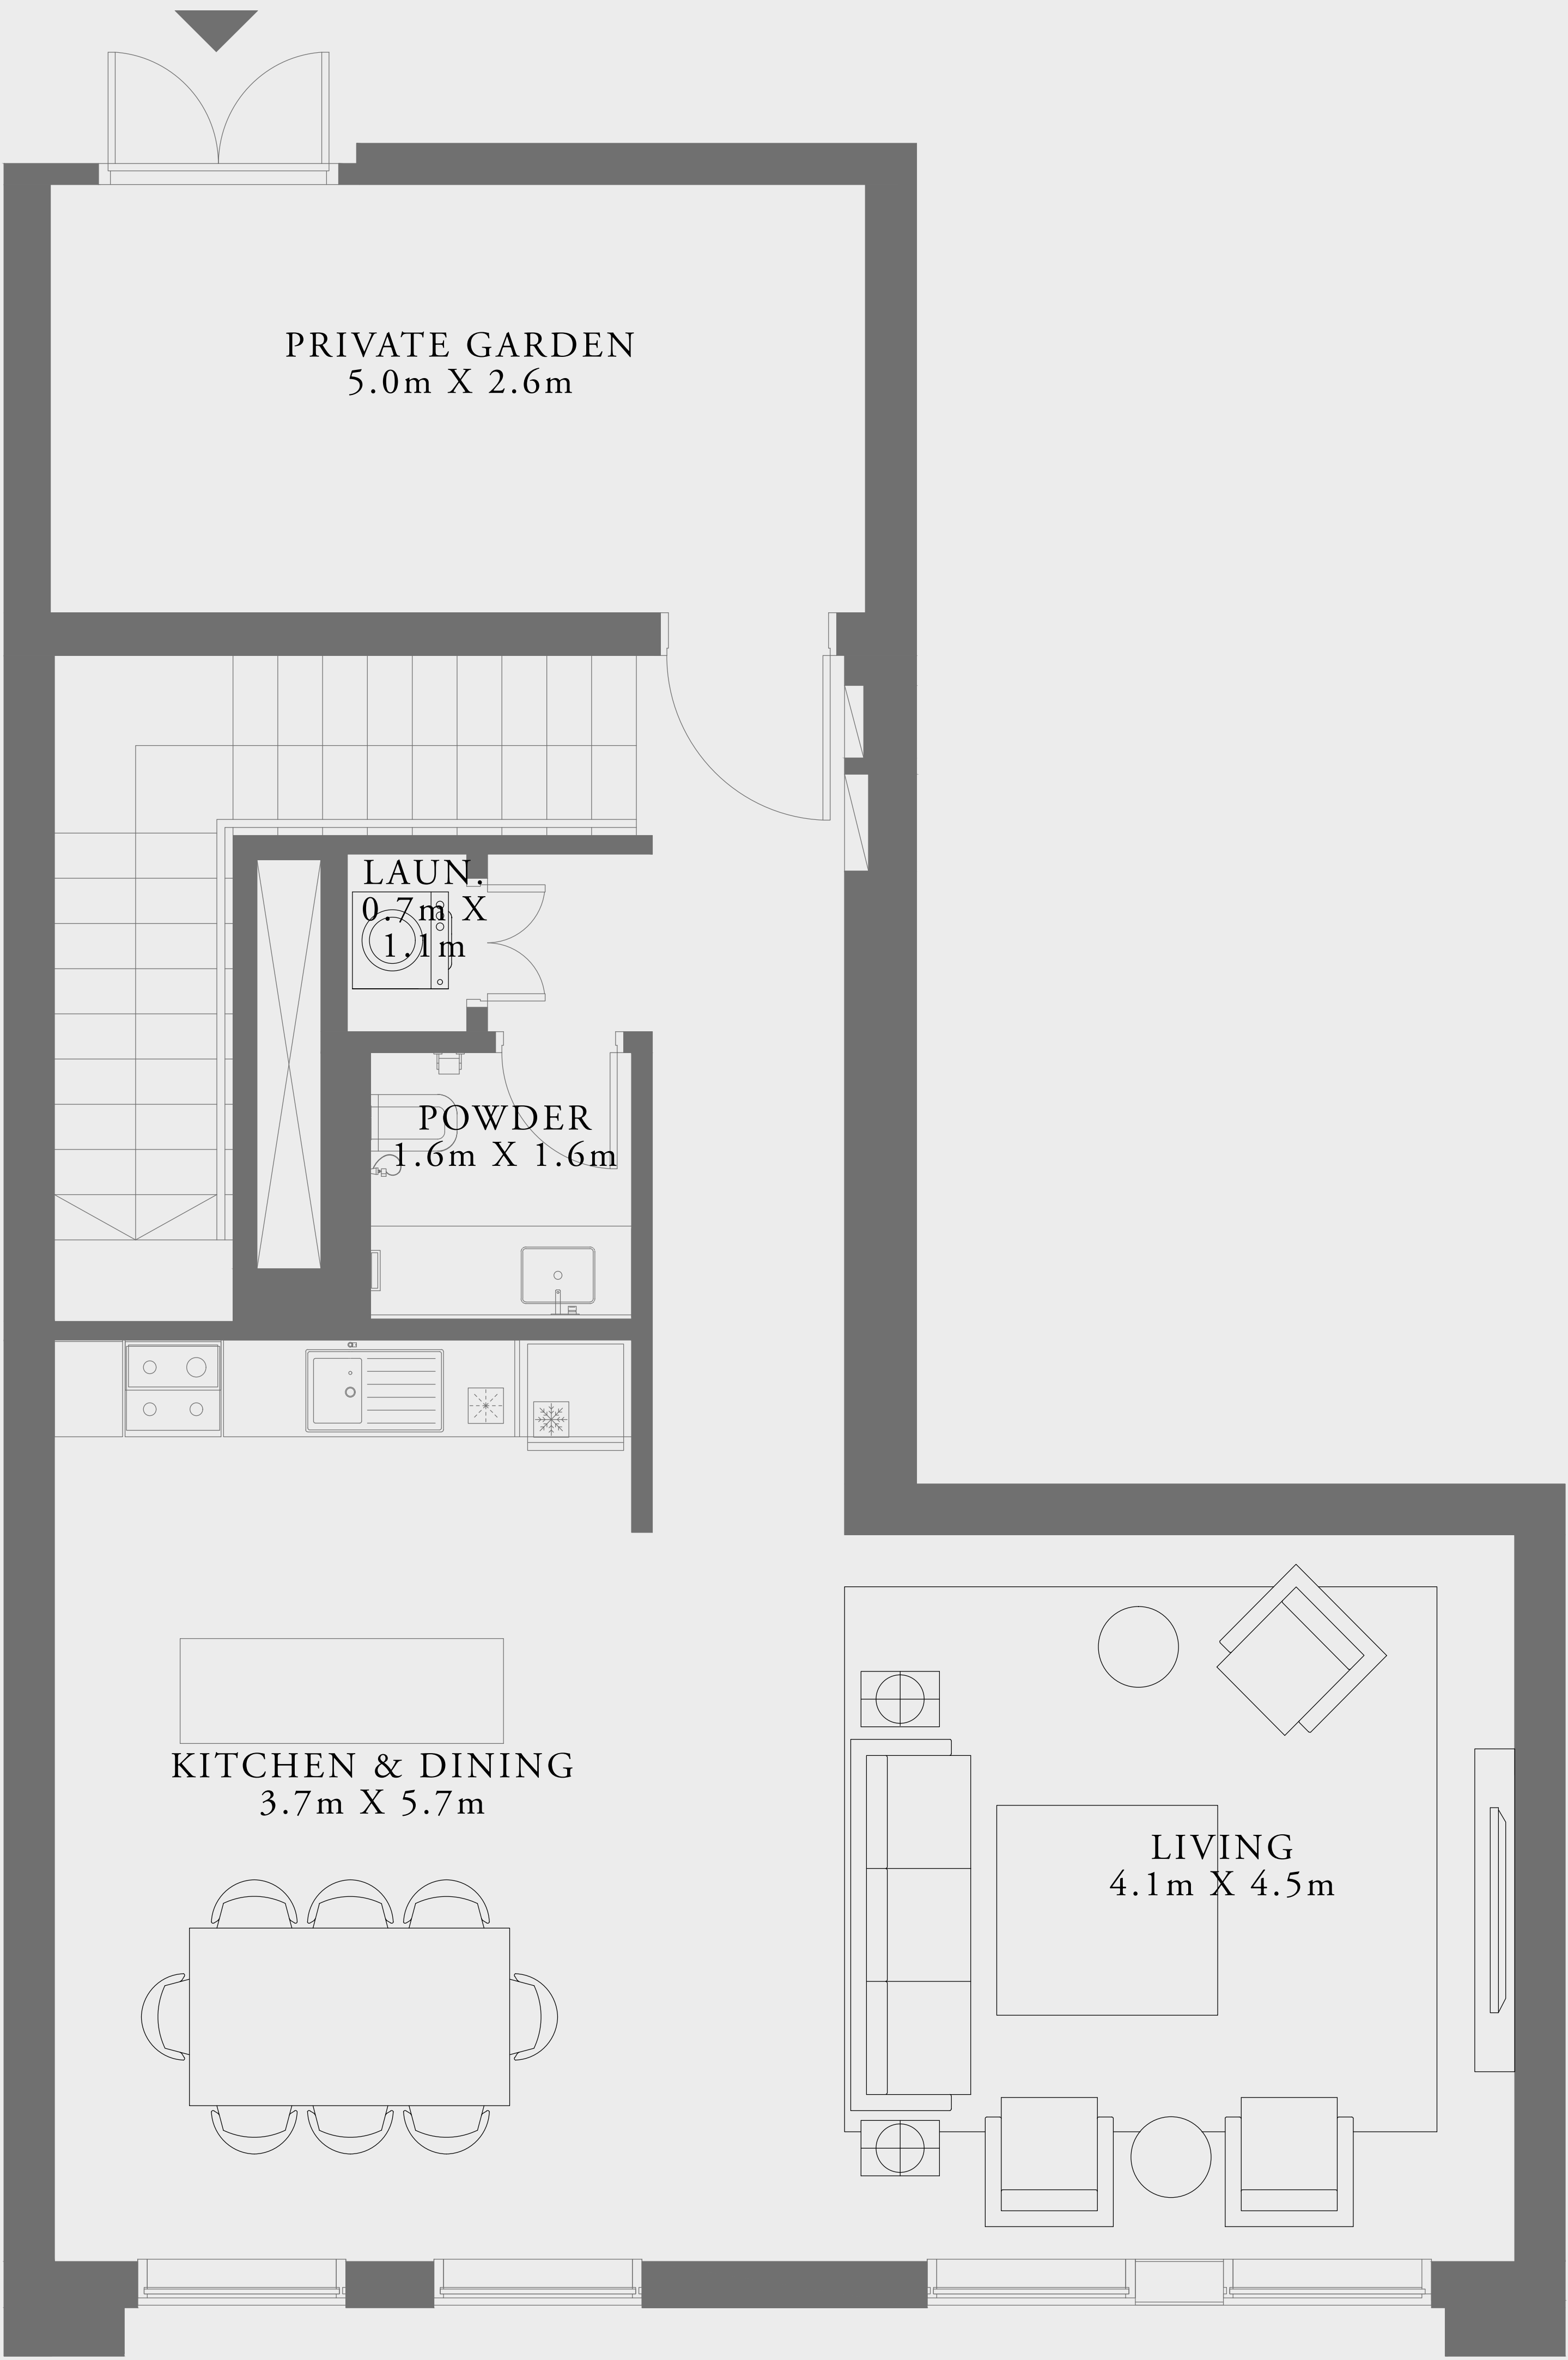 PRIVATE GARDEN
5.0m X 2.6m
LAUN.
0.7m X
1.1m
POWDER
1.6m X 1.6m
KITCHEN & DINING
3.7m X 5.7m
LIVING
4.1m X 4.5m